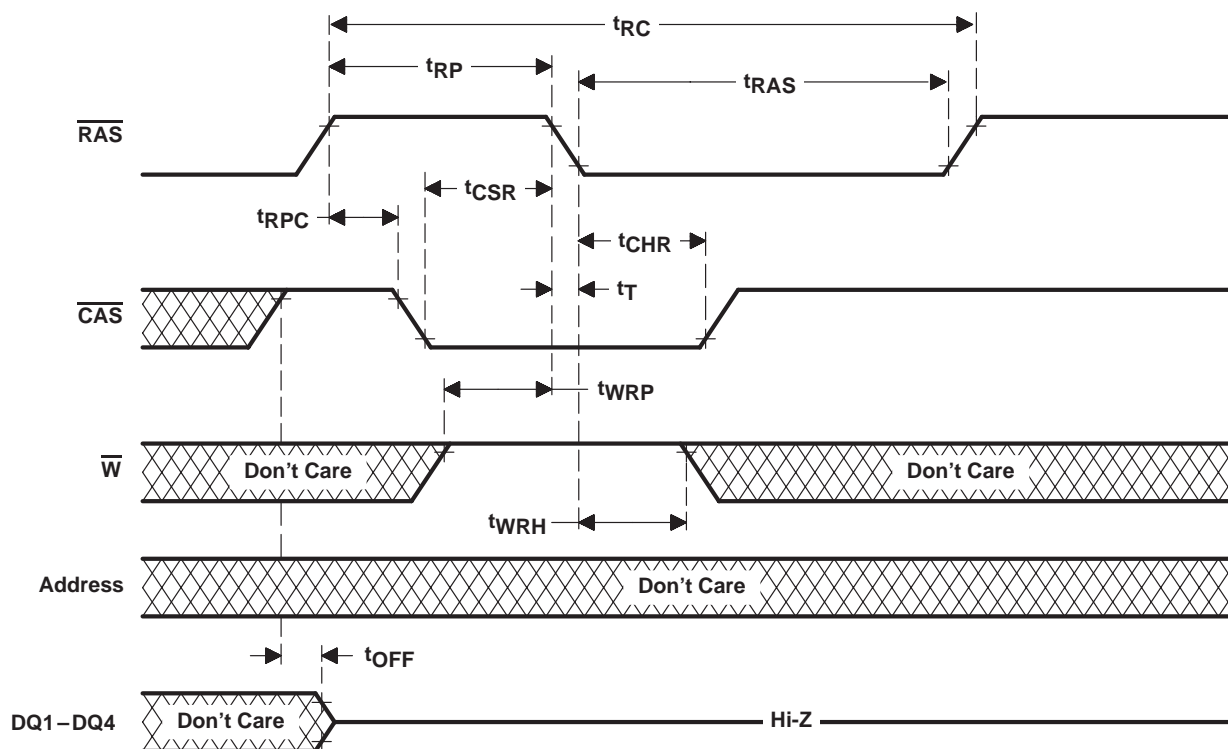 tRC
tRP
tRAS
RAS
tCSR
tRPC
tCHR
tT
CAS
tWRP
W
Don't Care
Don't Care
tWRH
Address
Don't Care
tOFF
DQ1–DQ4
Don't Care
Hi-Z